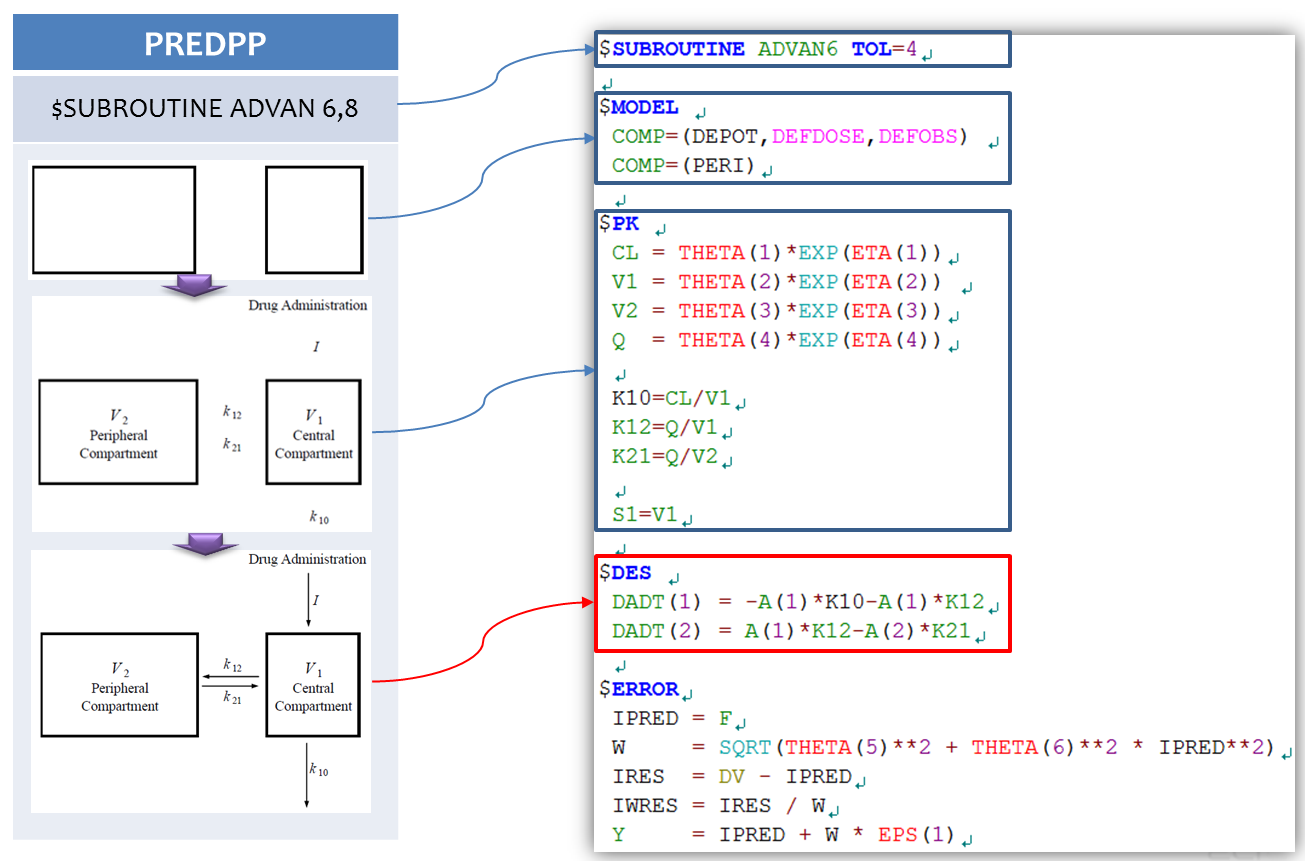 PREDPP
$SUBROUTINE ADVAN 6,8
Drug Administration
I
V2
Peripheral
Compartment
k12
k21
V1
Central
Compartment
k10
Drug Administration
I
V2
Peripheral
Compartment
k12
k21
V1
Central
Compartment
k10
$SUBROUTINE ADVAN6 TOL=4
$MODEL
COMP=(DEPOT,DEFDOSE,DEFOBS)
COMP=(PERI)
$PK
CL = THETA(1)*EXP(ETA(1))
V1 = THETA(2)*EXP(ETA(2))
V2 = THETA(3)*EXP(ETA(3))
Q = THETA(4)*EXP(ETA(4))
K10=CL/V1
K12=Q/V1
K21=Q/V2
S1=V1
$DES
DADT(1) = -A(1)*K10-A(1)*K12
DADT(2) = A(1)*K12-A(2)*K21
$ERROR
IPRED = F
W = SQRT(THETA(5)**2 + THETA(6)**2 * IPRED**2)
IRES = DV - IPRED
IWRES = IRES / W
Y = IPRED + W * EPS(1)